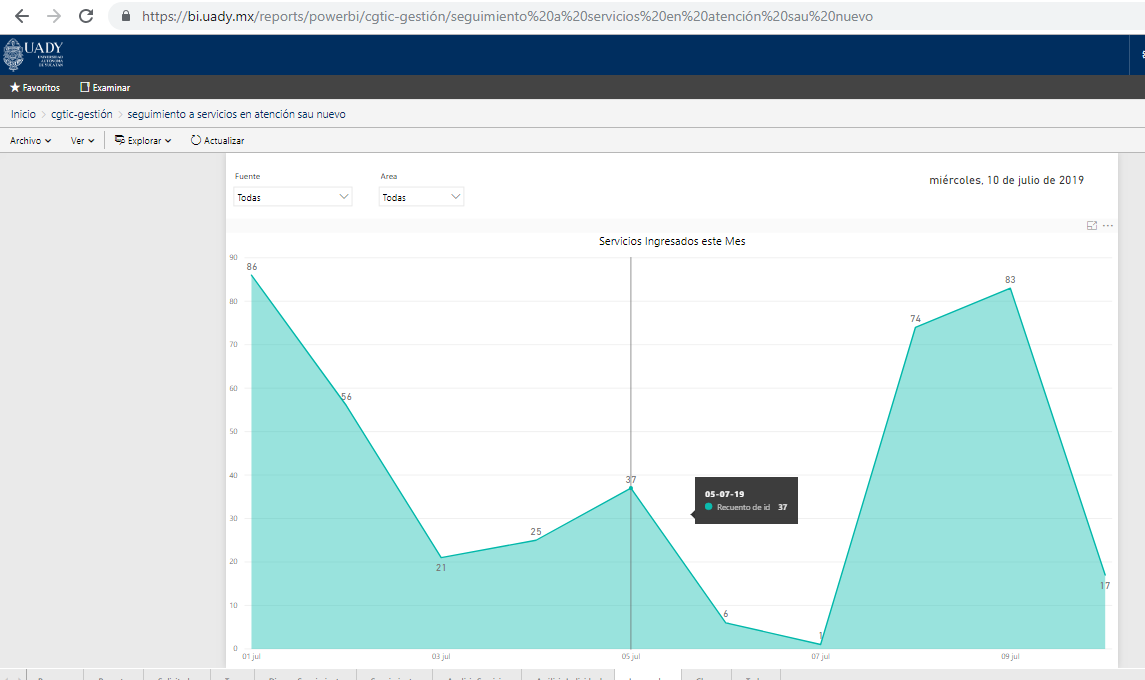 https://bi.uady.mx/reports/powerbi/cgtic-gestión/seguimiento%20a%20servicios%20en%20atención%20sau%20nuevo
UADY
UNIVERSIDAD
AUTÓNOMA
DE YUCATÁN
Favoritos Examinar
Inicio cgtic-gestión seguimiento a servicios en atención sau nuevo
Archivo Ver Explorar Actualizar
Fuente Area
miércoles, 10 de julio de 2019
Todas Todas
Servicios Ingresados este Mes
90
86
83
80
74
70
60
56
50
40
37
05-07-19
Recuento de id 37
30
25
21
20
17
10
6
1
0
01 jul 03 jul 05 jul 07 jul 09 jul